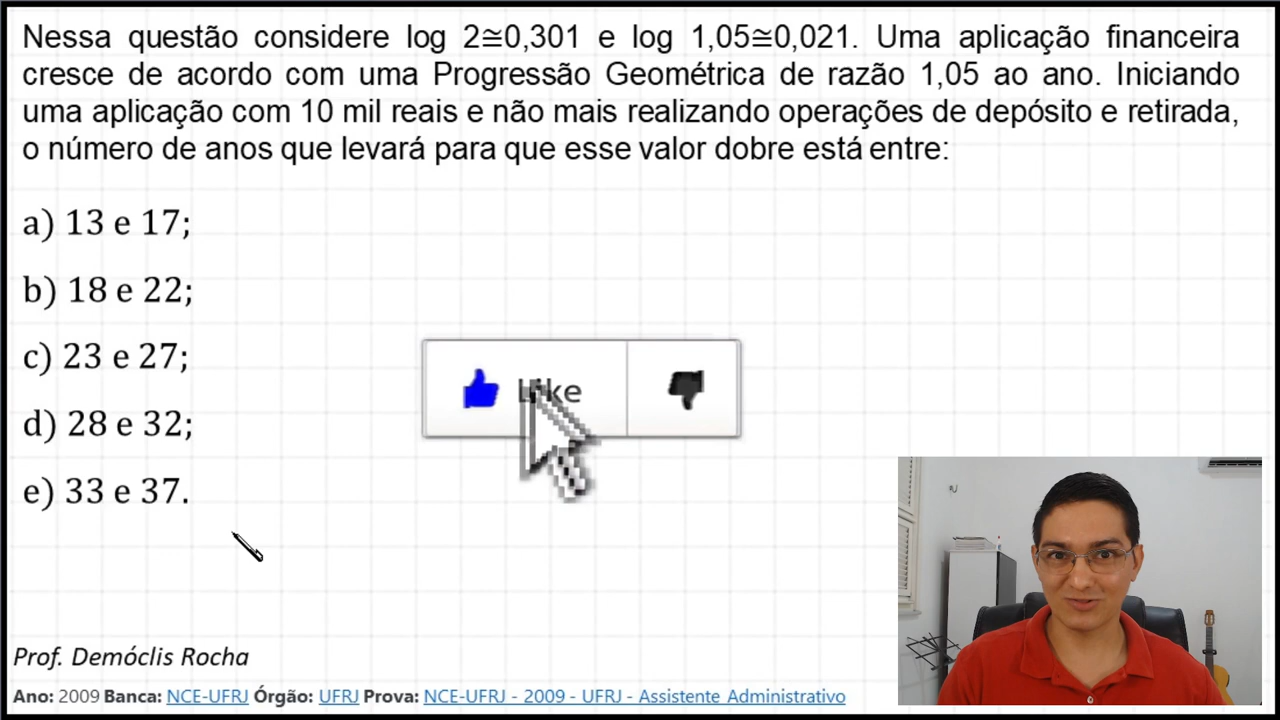 Nessa questão considere log 2≅0,301 e log 1,05≅0,021. Uma aplicação financeira
cresce de acordo com uma Progressão Geométrica de razão 1,05 ao ano. Iniciando
uma aplicação com 10 mil reais e não mais realizando operações de depósito e retirada,
o número de anos que levará para que esse valor dobre está entre:
a) 13 e 17;
b) 18 e 22;
c) 23 e 27;
d) 28 e 32;
e) 33 e 37.
Like
Prof. Demóclis Rocha
Ano: 2009 Banca: NCE-UFRJ Órgão: UFRJ Prova: NCE-UFRJ - 2009 - UFRJ - Assistente Administrativo